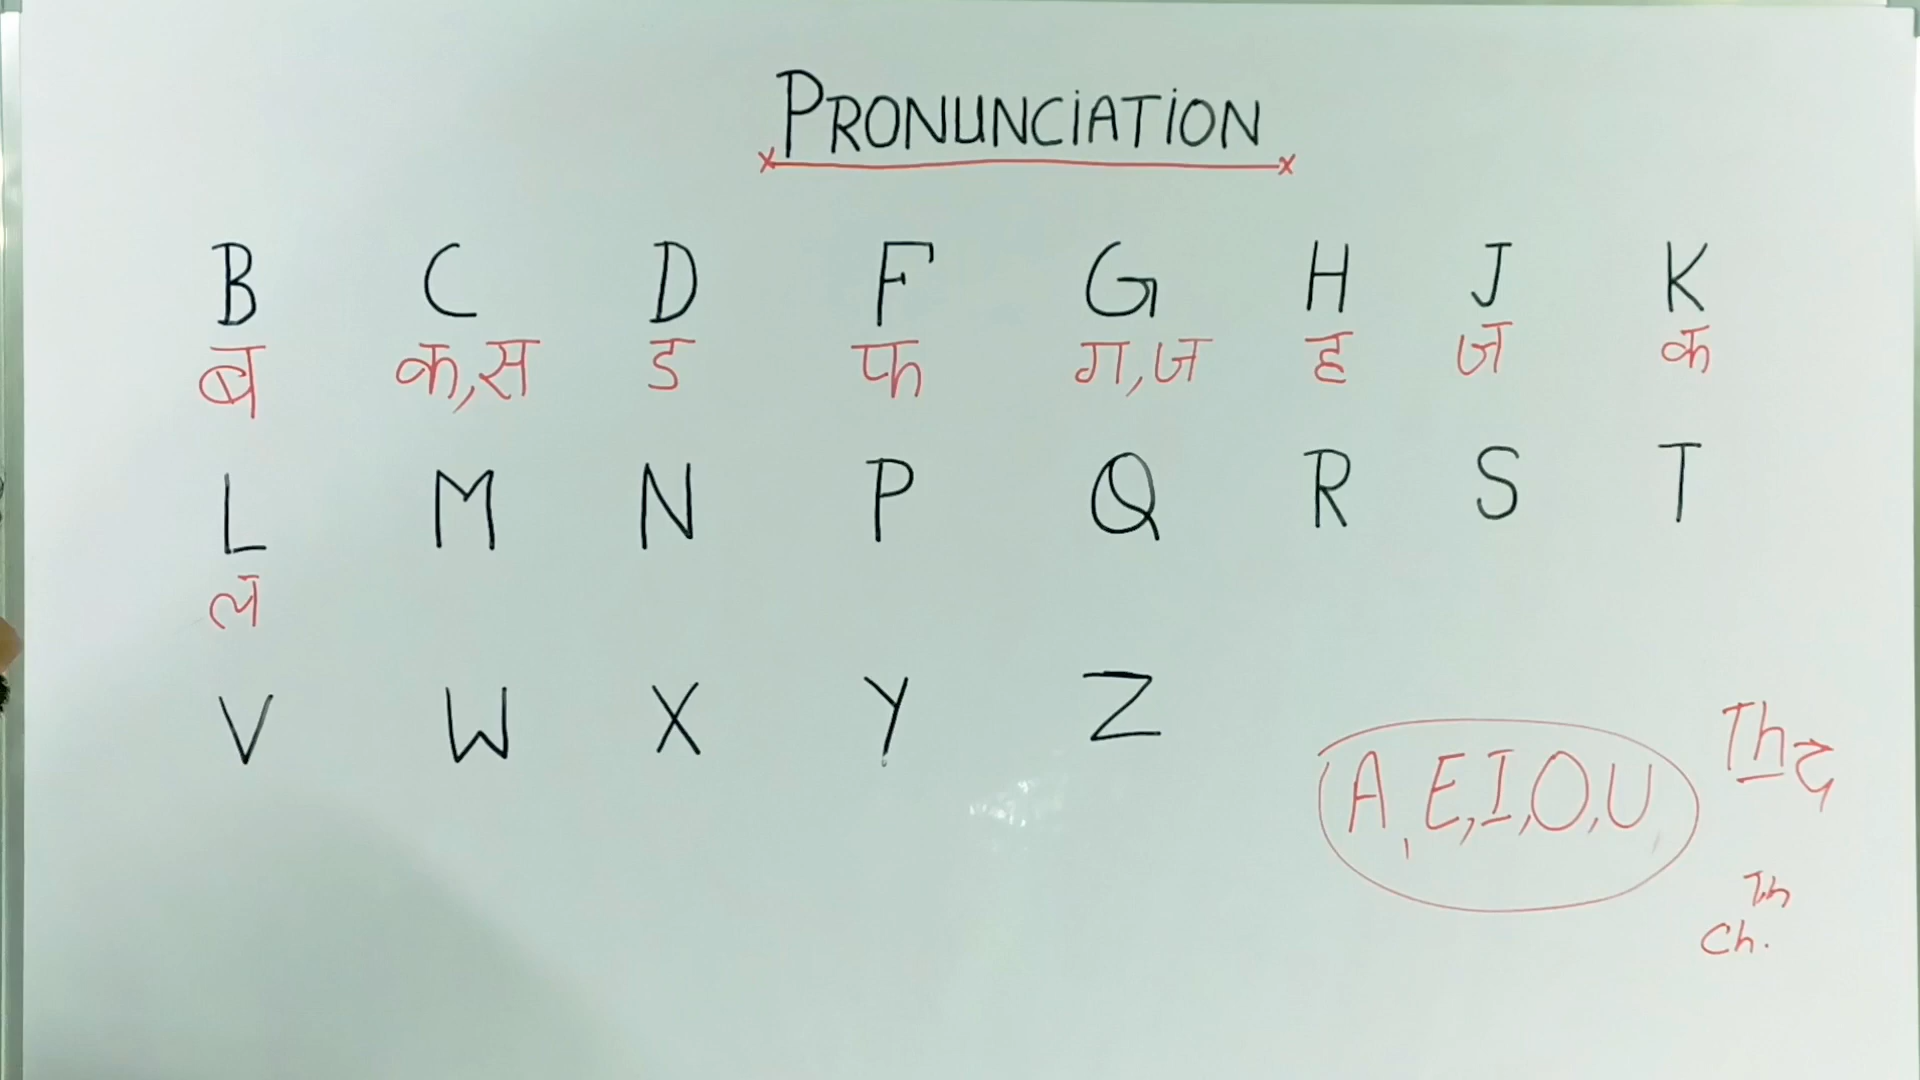 PRONUNCIATION
B C D F G H J K
ब क,स ड फ ग,ज ह ज क
L M N P Q R S T
ल
V W X Y Z
A, E, I, O, U
Th
Th
Ch.